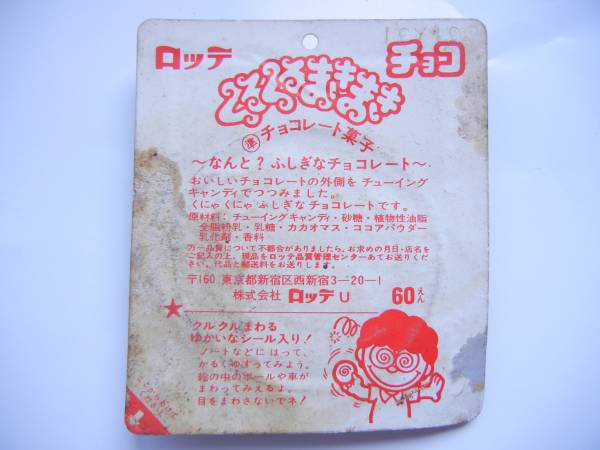 ロッテ
チョコ
ぐるぐるまきまき
準チョコレート菓子
〜なんと？ふしぎなチョコレート〜
おいしいチョコレートの外側を チューイング
キャンディでつつみました。
くにゃ くにゃ ふしぎな チョコレートです。
原材料：チューイングキャンディ・砂糖・植物性油脂
全脂粉乳・乳糖・カカオマス・ココアパウダー
乳化剤・香料
万一品質について不都合がありましたら、お求めの月日・店名を
ご記入の上、現品をロッテ品質管理センターあてお送りくださ
い。代品と郵送料をお送りします。
〒160 東京都新宿区西新宿3-20-1
株式会社 ロッテ U
60えん
★
クルクルまわる
ゆかいなシール入り！
ノートなどに はって、
かるく ゆすってみよう。
絵の中のボールや車が
まわってみえるよ。
目をまわさないでネ！